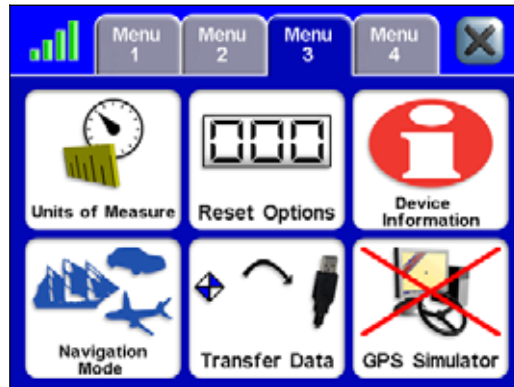 Menu
1
Menu
2
Menu
3
Menu
4
Units of Measure
000
Reset Options
i
Device
Information
Navigation
Mode
Transfer Data
GPS Simulator